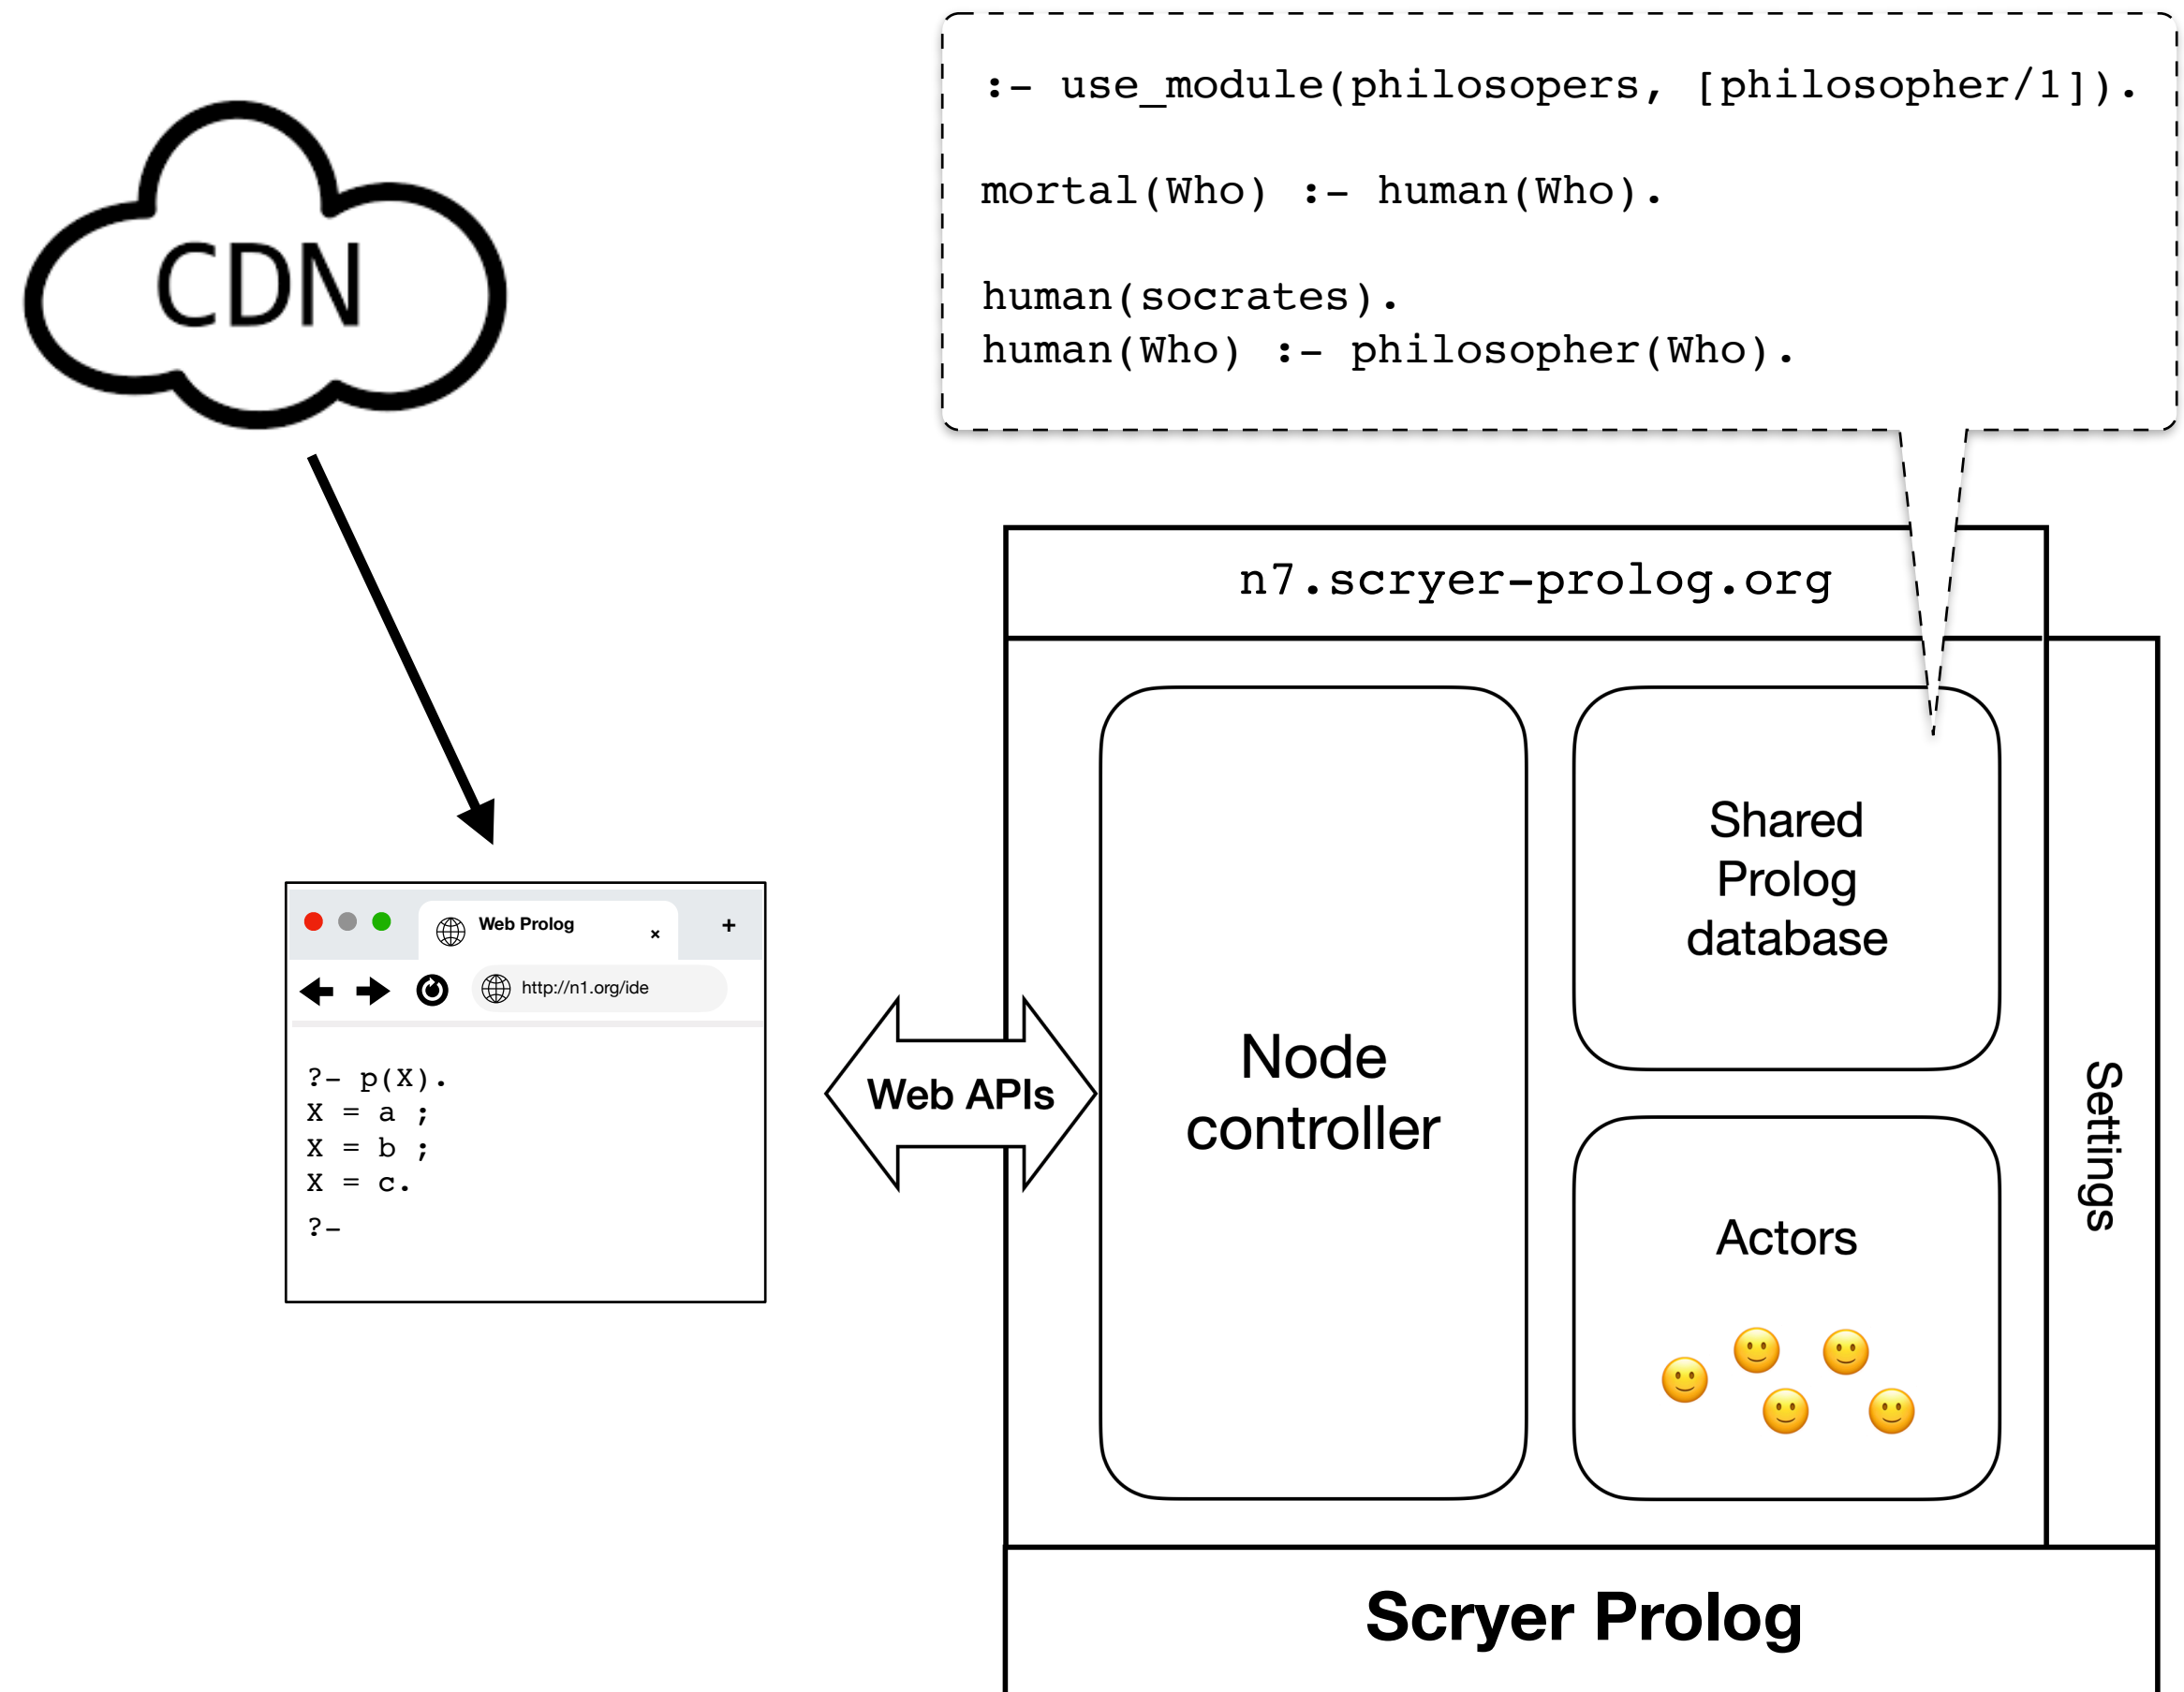 CDN
:- use_module(philosopers, [philosopher/1]).
mortal(Who) :- human(Who).
human(socrates).
human(Who) :- philosopher(Who).
n7.scryer-prolog.org
Node
controller
Shared
Prolog
database
Actors
Settings
Scryer Prolog
Web APIs
Web Prolog × +
http://n1.org/ide
?- p(X).
X = a ;
X = b ;
X = c.
?-